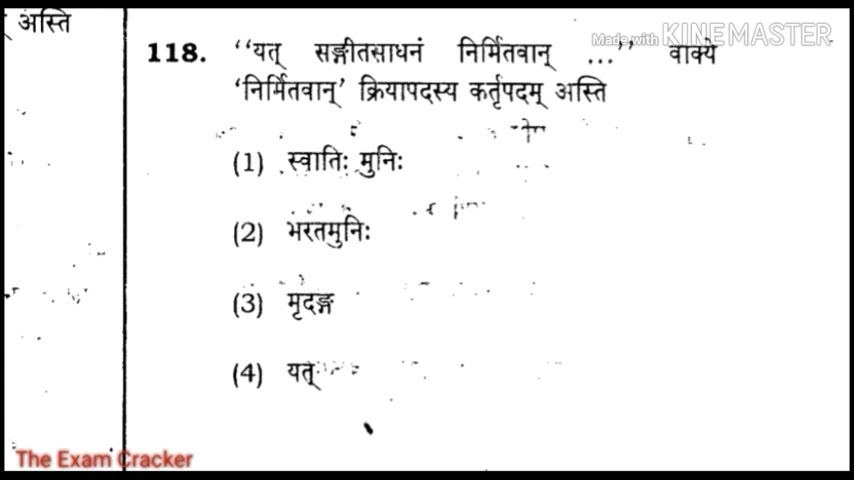 अस्ति
Made with KINEMASTER
118. ‘‘यत् सङ्गीतसाधनं निर्मितवान् ...’’ वाक्ये
‘निर्मितवान्’ क्रियापदस्य कर्तृपदम् अस्ति
(1) स्वातिः मुनिः
(2) भरतमुनिः
(3) मृदङ्ग
(4) यत्
The Exam Cracker